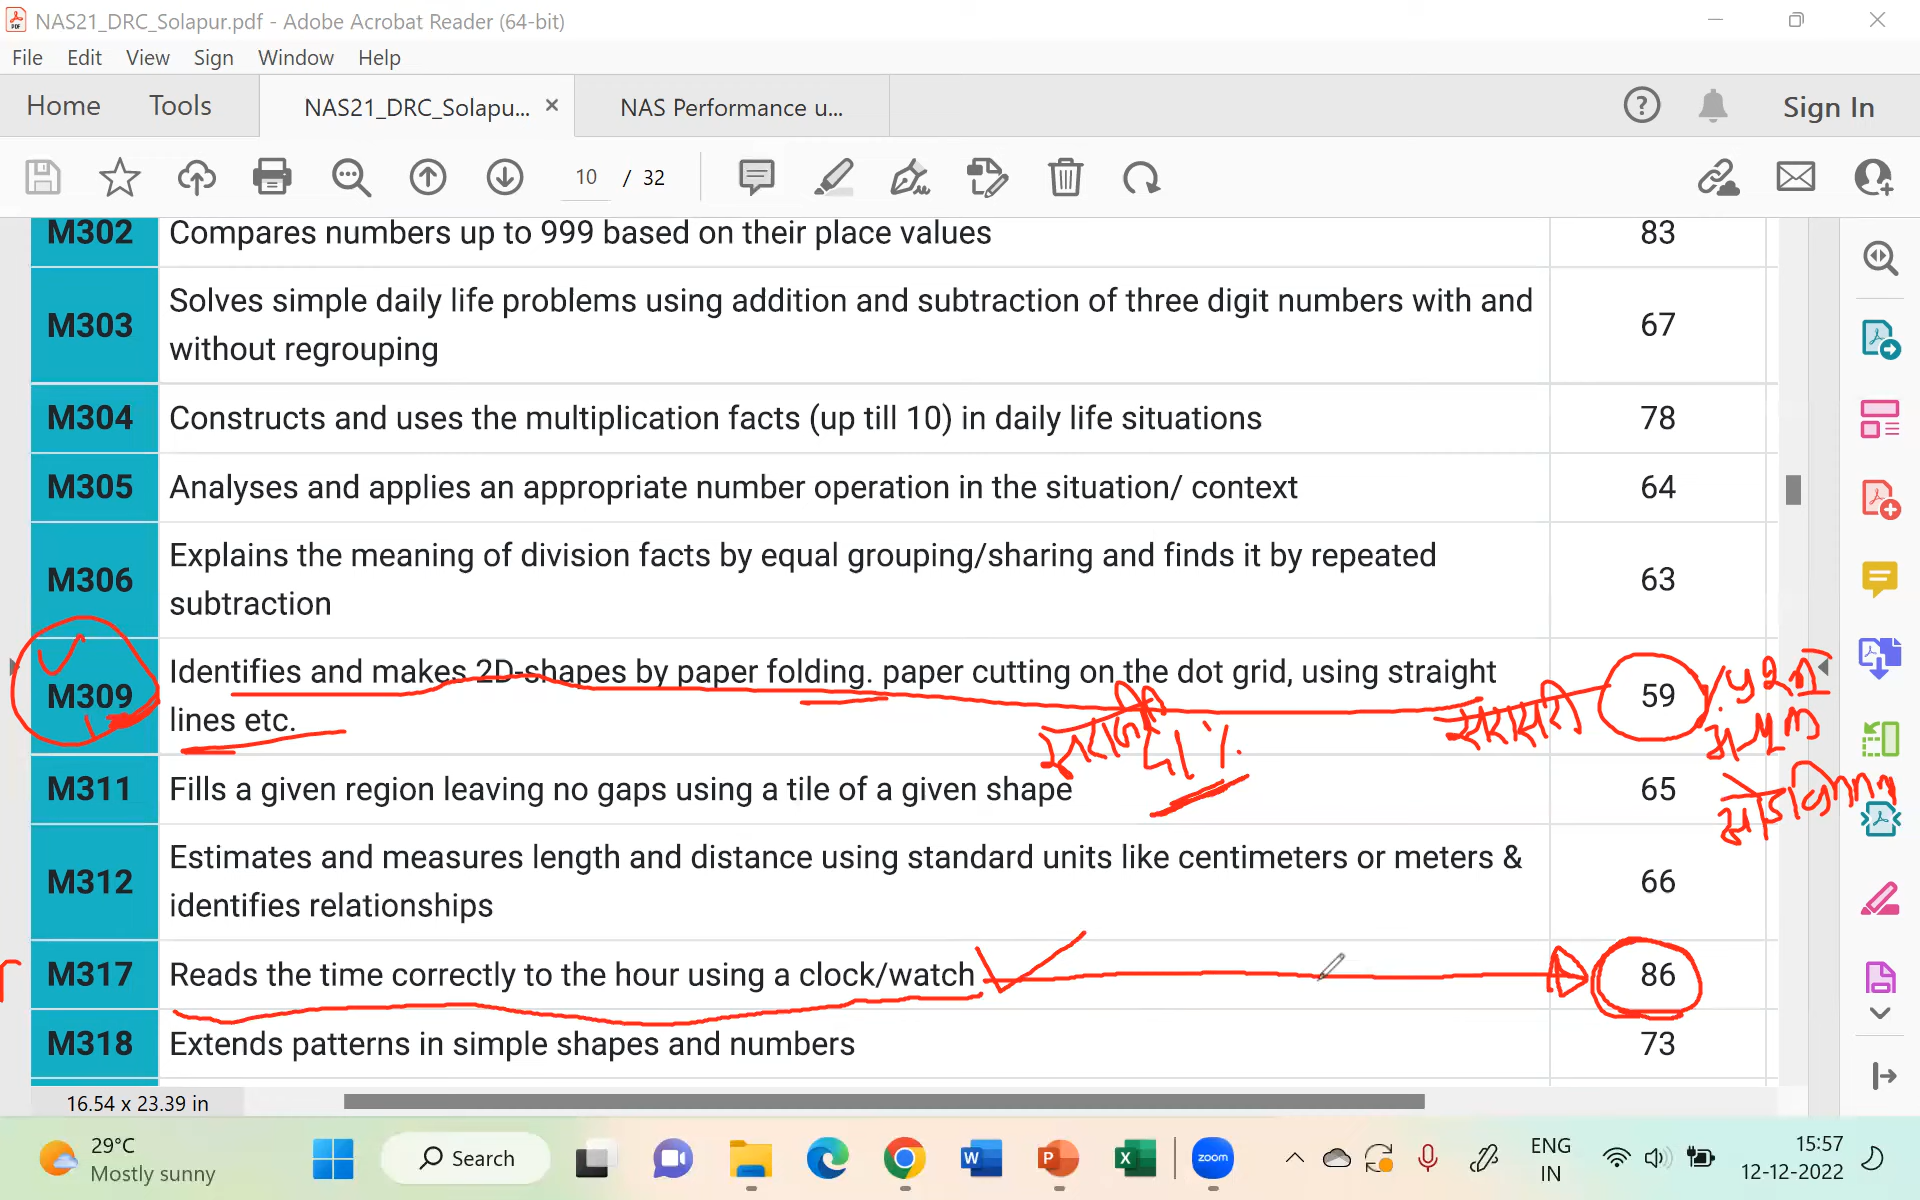 NAS21_DRC_Solapur.pdf - Adobe Acrobat Reader (64-bit)
File Edit View Sign Window Help
Home Tools NAS21_DRC_Solapu... × NAS Performance u... Sign In
10 / 32
M302 Compares numbers up to 999 based on their place values 83
M303 Solves simple daily life problems using addition and subtraction of three digit numbers with and without regrouping 67
M304 Constructs and uses the multiplication facts (up till 10) in daily life situations 78
M305 Analyses and applies an appropriate number operation in the situation/ context 64
M306 Explains the meaning of division facts by equal grouping/sharing and finds it by repeated subtraction 63
M309 Identifies and makes 2D-shapes by paper folding. paper cutting on the dot grid, using straight lines etc. 59
M311 Fills a given region leaving no gaps using a tile of a given shape 65
M312 Estimates and measures length and distance using standard units like centimeters or meters & identifies relationships 66
M317 Reads the time correctly to the hour using a clock/watch 86
M318 Extends patterns in simple shapes and numbers 73
16.54 x 23.39 in
29°C
Mostly sunny
Search
zoom
ENG
IN
15:57
12-12-2022